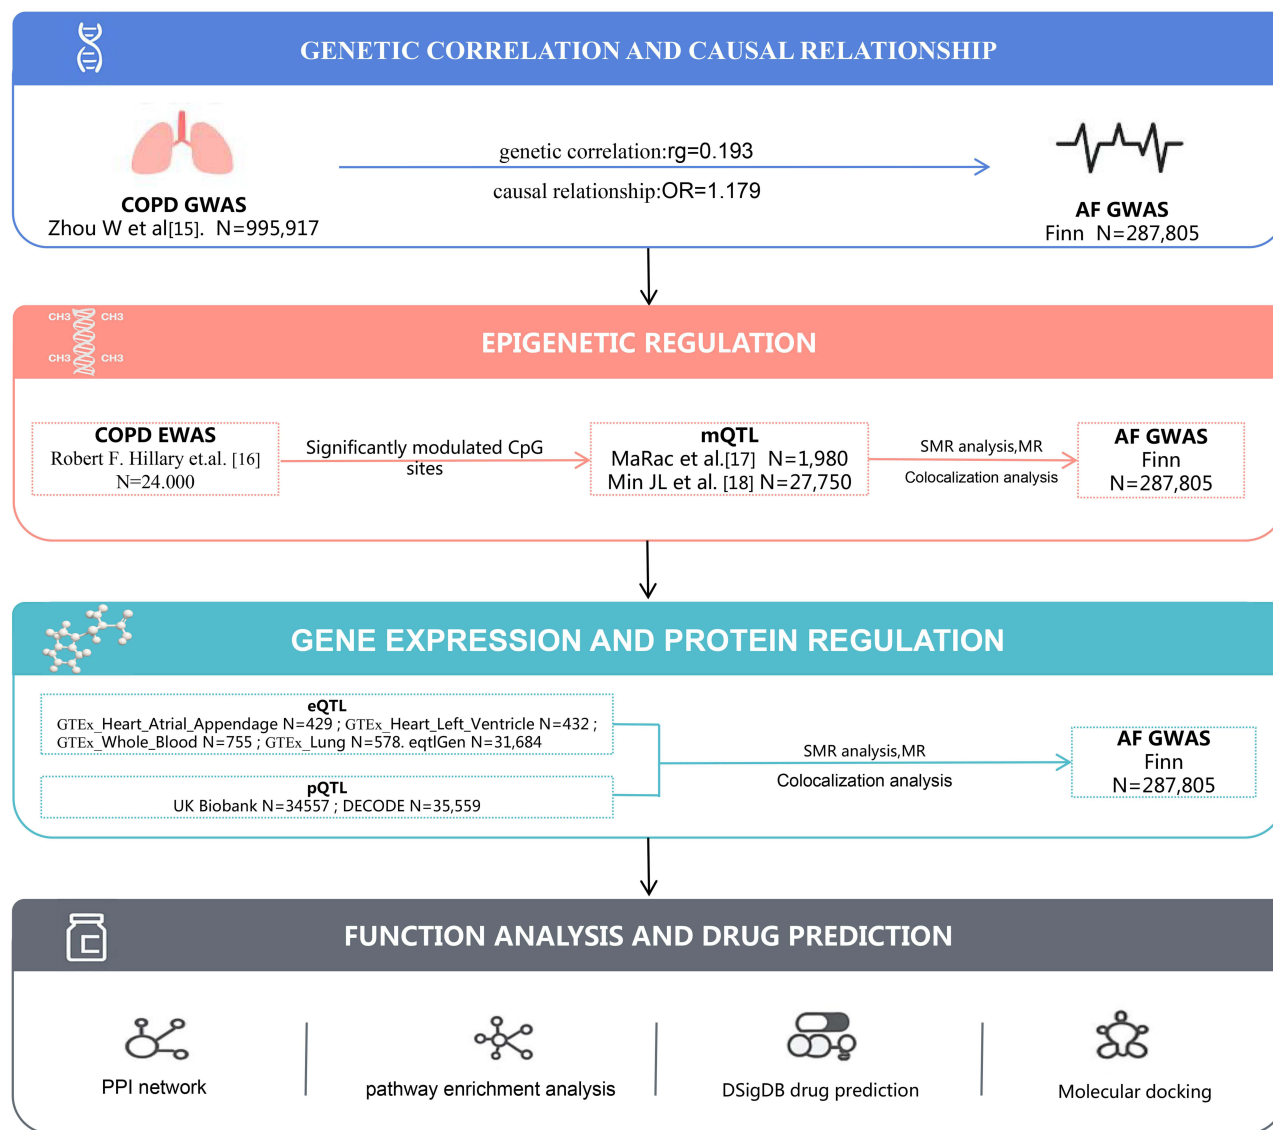 GENETIC CORRELATION AND CAUSAL RELATIONSHIP
genetic correlation:rg=0.193
causal relationship:OR=1.179
COPD GWAS
Zhou W et al[15].  N=995,917
AF GWAS
Finn  N=287,805
CH3 CH3
CH3 CH3
EPIGENETIC REGULATION
COPD EWAS
Robert F. Hillary et.al. [16]
N=24.000
Significantly modulated CpG
sites
mQTL
MaRac et al.[17]  N=1,980
Min JL et al. [18] N=27,750
SMR analysis,MR
Colocalization analysis
AF GWAS
Finn
N=287,805
GENE EXPRESSION AND PROTEIN REGULATION
eQTL
GTEx_Heart_Atrial_Appendage N=429 ; GTEx_Heart_Left_Ventricle N=432 ;
GTEx_Whole_Blood N=755 ; GTEx_Lung N=578. eqtlGen N=31,684
pQTL
UK Biobank N=34557 ; DECODE N=35,559
SMR analysis,MR
Colocalization analysis
AF GWAS
Finn
N=287,805
FUNCTION ANALYSIS AND DRUG PREDICTION
PPI network
pathway enrichment analysis
DSigDB drug prediction
Molecular docking